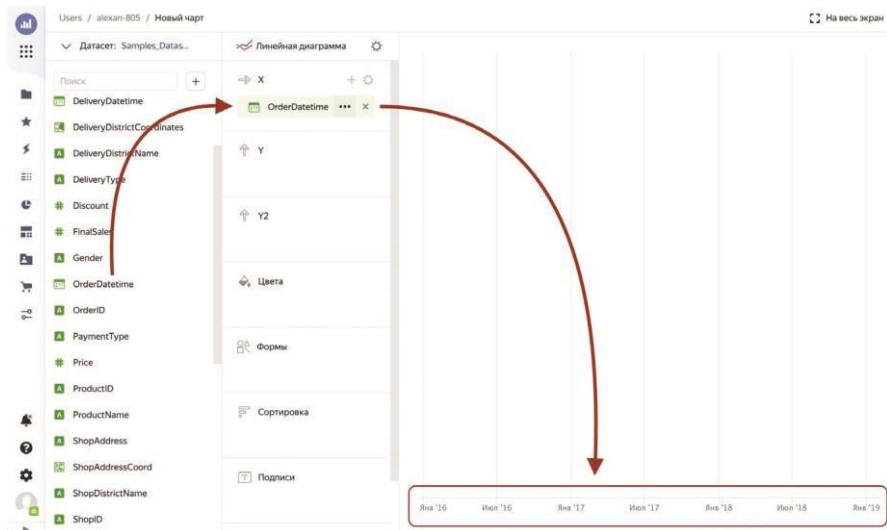 Users / alexan-805 / Новый чарт
На весь экран
Датасет: Samples_Datas...
Поиск
DeliveryDatetime
DeliveryDistrictCoordinates
DeliveryDistrictName
DeliveryType
Discount
FinalSales
Gender
OrderDatetime
OrderID
PaymentType
Price
ProductID
ProductName
ShopAddress
ShopAddressCoord
ShopDistrictName
ShopID
Линейная диаграмма
X
OrderDatetime
Y
Y2
Цвета
Формы
Сортировка
Подписи
Янв '16 Июл '16 Янв '17 Июл '17 Янв '18 Июл '18 Янв '19